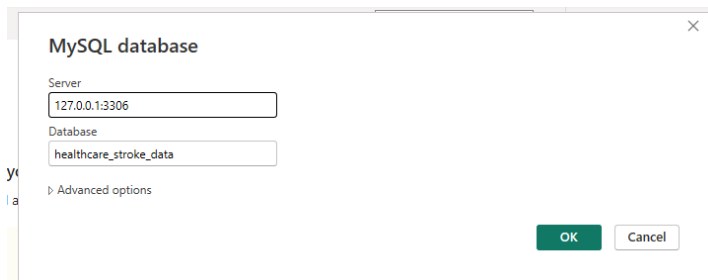 MySQL database
Server
127.0.0.1:3306
Database
healthcare_stroke_data
Advanced options
OK
Cancel